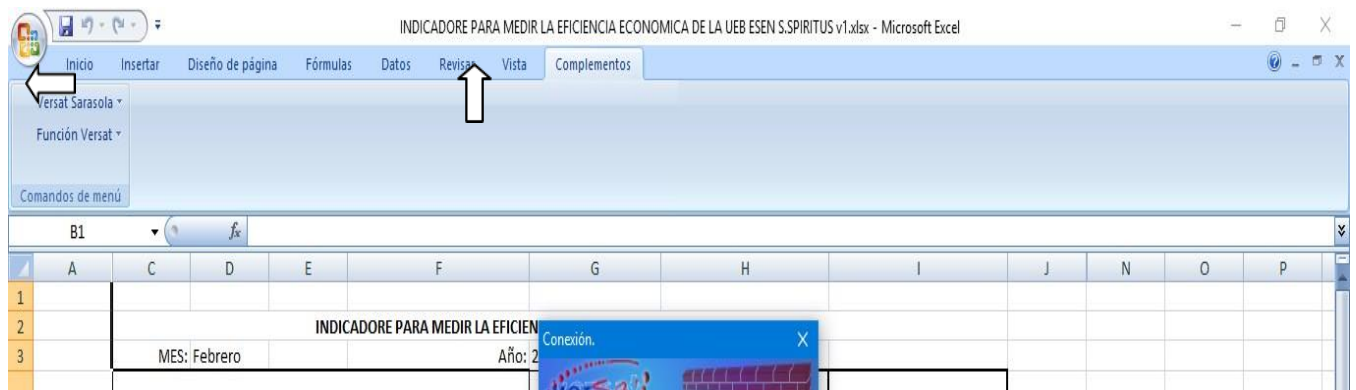 INDICADORE PARA MEDIR LA EFICIENCIA ECONOMICA DE LA UEB ESEN S.SPIRITUS v1.xlsx - Microsoft Excel
Inicio Insertar Diseño de página Fórmulas Datos Revisar Vista Complementos
Versat Sarasola
Función Versat
Comandos de menú
B1 fx
A C D E F G H I J N O P
1
2 INDICADORE PARA MEDIR LA EFICIEN
Conexión. X
3 MES: Febrero Año: 2